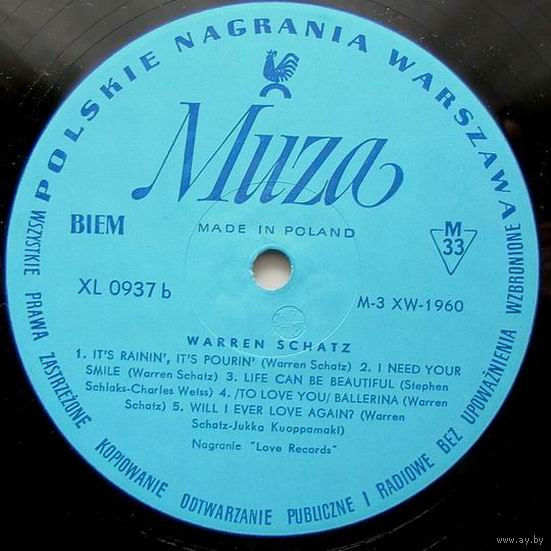 POLSKIE NAGRANIA WARSZAWA
Muza
BIEM
MADE IN POLAND
M
33
XL 0937 b
M-3 XW-1960
WARREN SCHATZ
1. IT'S RAININ', IT'S POURIN' (Warren Schatz) 2. I NEED YOUR
SMILE (Warren Schatz) 3. LIFE CAN BE BEAUTIFUL (Stephen
Schlaks-Charles Weiss) 4. /TO LOVE YOU/ BALLERINA (Warren
Schatz) 5. WILL I EVER LOVE AGAIN? (Warren
Schatz-Jukka Kuoppamaki)
Nagranie "Love Records"
WSZYSTKIE PRAWA ZASTRZEŻONE KOPIOWANIE ODTWARZANIE PUBLICZNE I RADIOWE BEZ UPOWAŻNIENIA WZBRONIONE
www.ay.by